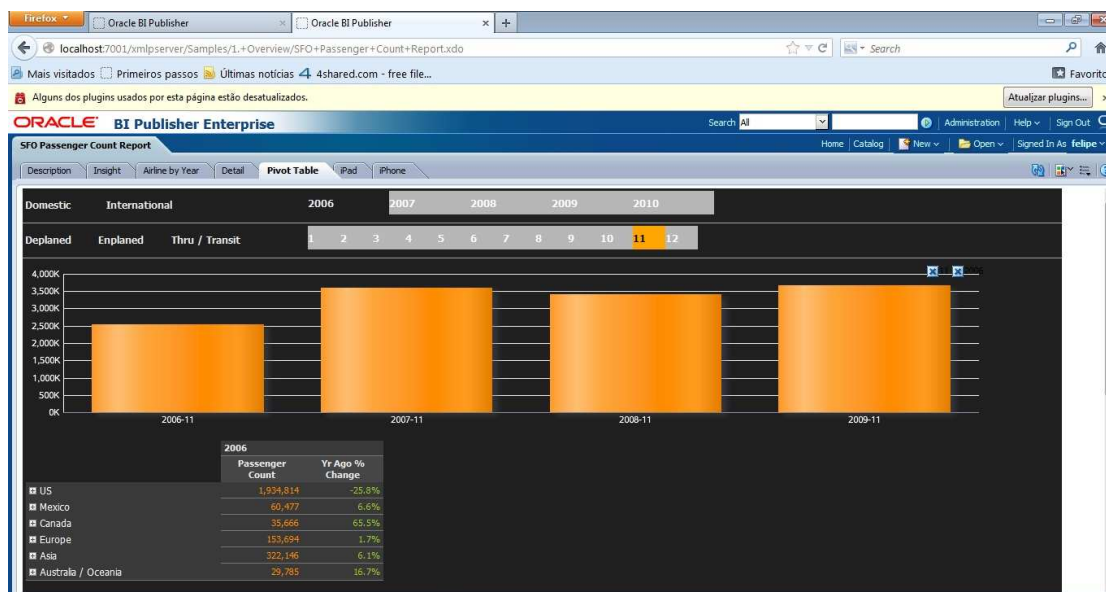 Firefox
Oracle BI Publisher
Oracle BI Publisher
localhost:7001/xmlpserver/Samples/1.+Overview/SFO+Passenger+Count+Report.xdo
Search
Mais visitados Primeiros passos Últimas notícias 4shared.com - free file...
Favorito
Alguns dos plugins usados por esta página estão desatualizados.
Atualizar plugins...
ORACLE BI Publisher Enterprise
Search All
Administration Help Sign Out
SFO Passenger Count Report
Home Catalog New Open Signed In As felipe
Description Insight Airline by Year Detail Pivot Table iPad iPhone
Domestic International 2006 2007 2008 2009 2010
Deplaned Enplaned Thru / Transit 1 2 3 4 5 6 7 8 9 10 11 12
4,000K
11 2006
3,500K
3,000K
2,500K
2,000K
1,500K
1,000K
500K
0K
2006-11 2007-11 2008-11 2009-11
2006
Passenger Count Yr Ago % Change
US 1,934,814 -25.8%
Mexico 60,477 6.6%
Canada 35,666 65.5%
Europe 153,694 1.7%
Asia 322,146 6.1%
Australia / Oceania 29,785 16.7%